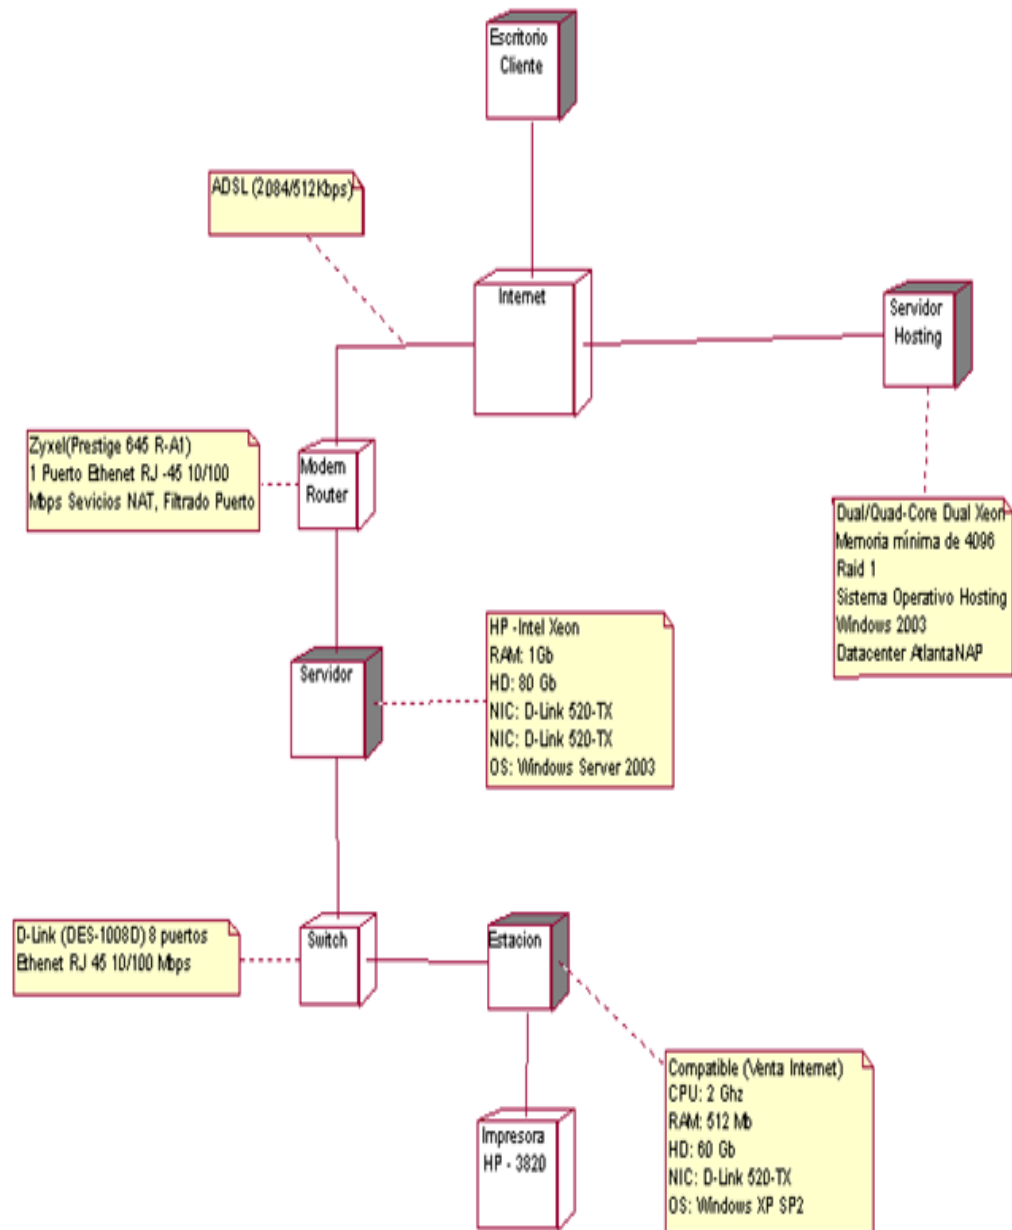 Escritorio
Cliente
ADSL (2084/512Kbps)
Internet
Servidor
Hosting
Zyxel(Prestige 645 R-A1)
1 Puerto Ethenet RJ -45 10/100
Mbps Sevicios NAT, Filtrado Puerto
Modem
Router
Dual/Quad-Core Dual Xeon
Memoria mínima de 4096
Raid 1
Sistema Operativo Hosting
Windows 2003
Datacenter AtlantaNAP
Servidor
HP -Intel Xeon
RAM: 1Gb
HD: 80 Gb
NIC: D-Link 520-TX
NIC: D-Link 520-TX
OS: Windows Server 2003
D-Link (DES-1008D) 8 puertos
Ethenet RJ 45 10/100 Mbps
Switch
Estacion
Compatible (Venta Internet)
CPU: 2 Ghz
RAM: 512 Mb
HD: 60 Gb
NIC: D-Link 520-TX
OS: Windows XP SP2
Impresora
HP - 3820